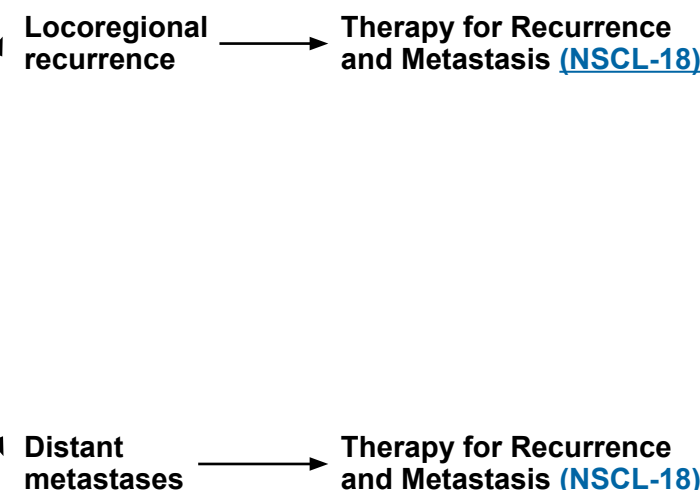 Locoregional
recurrence
Therapy for Recurrence
and Metastasis (NSCL-18)
Distant
metastases
Therapy for Recurrence
and Metastasis (NSCL-18)